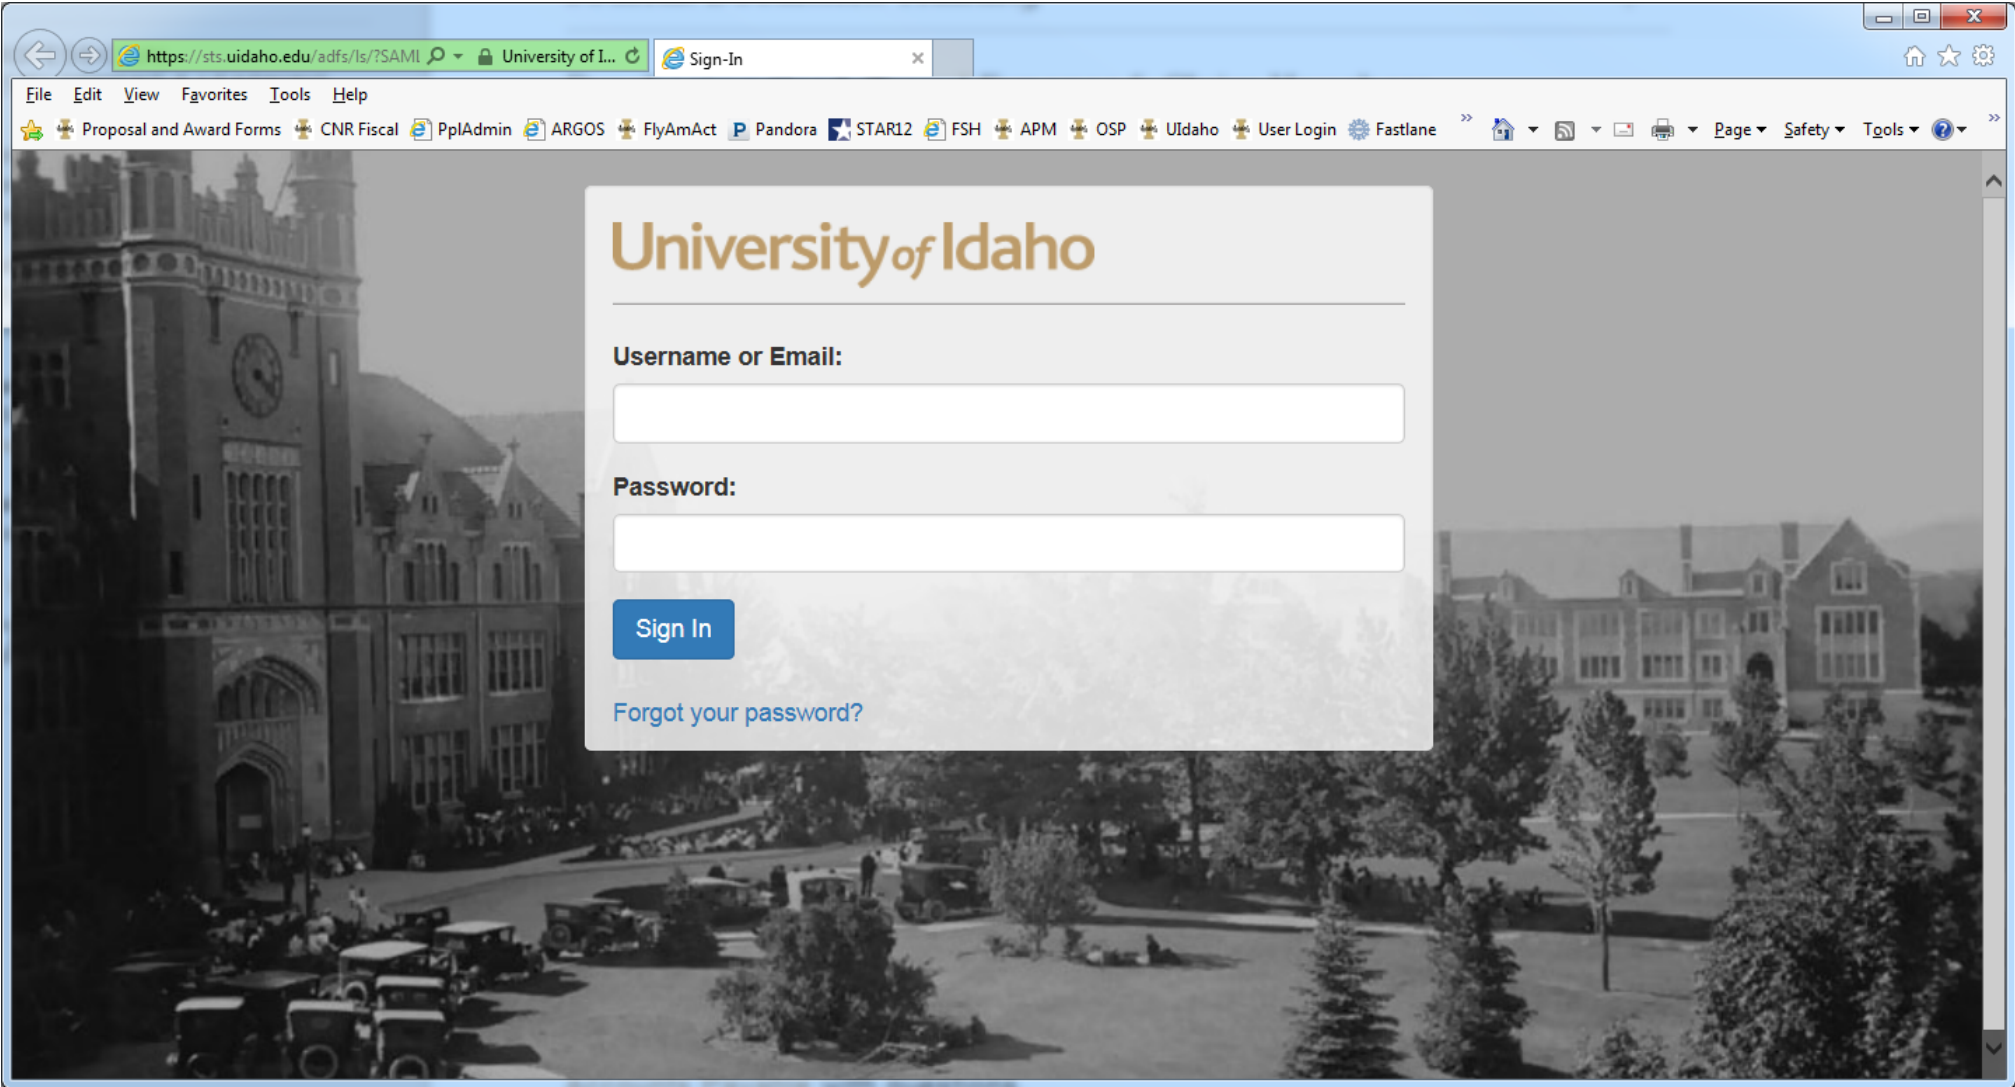 https://sts.uidaho.edu/adfs/ls/?SAML University of I... Sign-In
File Edit View Favorites Tools Help
Proposal and Award Forms CNR Fiscal PplAdmin ARGOS FlyAmAct Pandora STAR12 FSH APM OSP UIdaho User Login Fastlane Page Safety Tools
University of Idaho
Username or Email:
Password:
Sign In
Forgot your password?